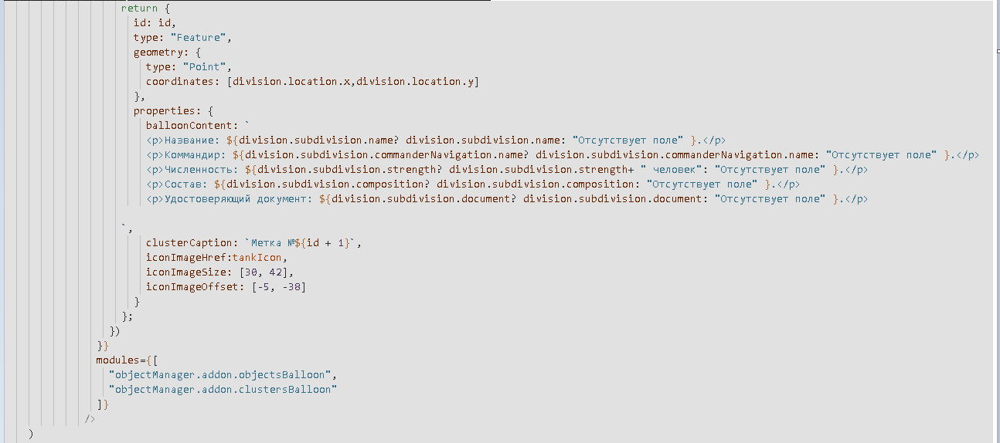 return {
id: id,
type: "Feature",
geometry: {
type: "Point",
coordinates: [division.location.x,division.location.y]
},
properties: {
balloonContent: `
<p>Название: ${division.subdivision.name? division.subdivision.name: "Отсутствует поле" }.</p>
<p>Коммандир: ${division.subdivision.commanderNavigation.name? division.subdivision.commanderNavigation.name: "Отсутствует поле" }.</p>
<p>Численность: ${division.subdivision.strength? division.subdivision.strength+ " человек": "Отсутствует поле" }.</p>
<p>Состав: ${division.subdivision.composition? division.subdivision.composition: "Отсутствует поле" }.</p>
<p>Удостоверяющий документ: ${division.subdivision.document? division.subdivision.document: "Отсутствует поле" }.</p>
`,
clusterCaption: `Метка №${id + 1}`,
iconImageHref:tankIcon,
iconImageSize: [30, 42],
iconImageOffset: [-5, -38]
}
};
})
}}
modules={[
"objectManager.addon.objectsBalloon",
"objectManager.addon.clustersBalloon"
]}
/>
)